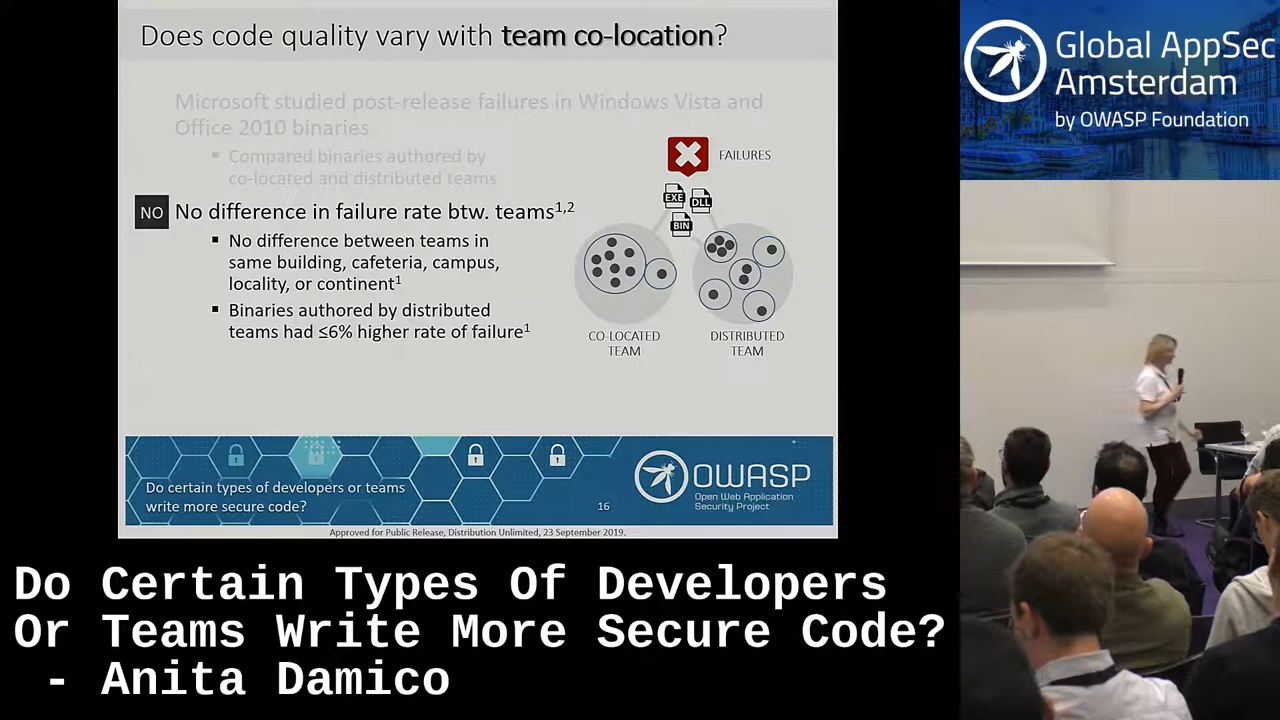 Does code quality vary with team co-location?
Microsoft studied post-release failures in Windows Vista and
Office 2010 binaries
▪ Compared binaries authored by
co-located and distributed teams
NO No difference in failure rate btw. teams1,2
▪ No difference between teams in
same building, cafeteria, campus,
locality, or continent1
▪ Binaries authored by distributed
teams had ≤6% higher rate of failure1
FAILURES
EXE
DLL
BIN
CO-LOCATED
TEAM
DISTRIBUTED
TEAM
Do certain types of developers or teams
write more secure code?
16
OWASP
Open Web Application
Security Project
Approved for Public Release, Distribution Unlimited, 23 September 2019.
Global AppSec
Amsterdam
by OWASP Foundation
Do Certain Types Of Developers
Or Teams Write More Secure Code?
- Anita Damico